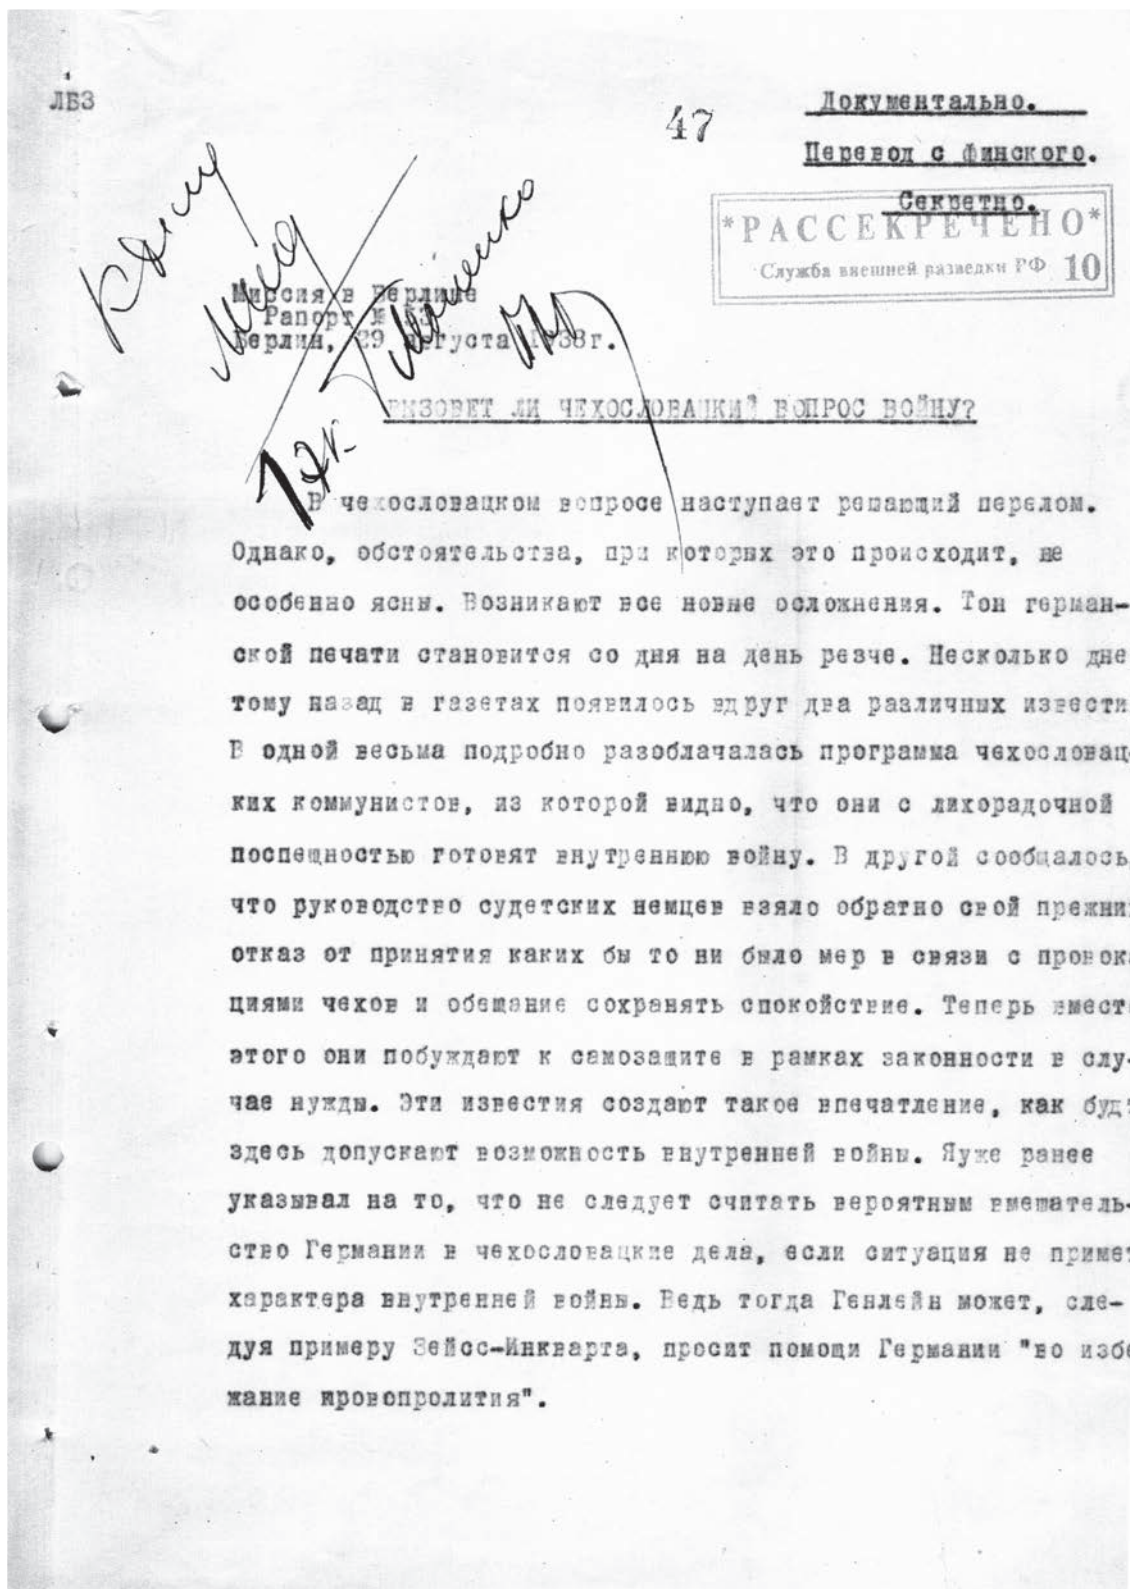 ЛБЗ
47
Документально.
Перевод с финского.
Секретно.
*РАССЕКРЕЧЕНО*
Служба внешней разведки РФ 10
К делу
Миссия в Берлине
Рапорт №
Берлин, 29 августа 1938г.
ВЫЗОВЕТ ЛИ ЧЕХОСЛОВАЦКИЙ ВОПРОС ВОЙНУ?
В чехословацком вопросе наступает решающий перелом.
Однако, обстоятельства, при которых это происходит, не
особенно ясны. Возникают все новые осложнения. Тон герман-
ской печати становится со дня на день резче. Несколько дне
тому назад в газетах появилось вдруг два различных извести
В одной весьма подробно разоблачалась программа чехословац-
ких коммунистов, из которой видно, что они с лихорадочной
поспешностью готовят внутреннюю войну. В другой сообщалось
что руководство судетских немцев взяло обратно свой прежни
отказ от принятия каких бы то ни было мер в связи с провок
циями чехов и обещание сохранять спокойствие. Теперь вмест
этого они побуждают к самозащите в рамках законности в слу-
чае нужды. Эти известия создают такое впечатление, как буд
здесь допускают возможность внутренней войны. Яуже ранее
указывал на то, что не следует считать вероятным вмешатель-
ство Германии в чехословацкие дела, если ситуация не примет
характера внутренней войны. Ведь тогда Генлейн может, сле-
дуя примеру Зейсс-Инкварта, просит помощи Германии "во избе
жание кровопролития".